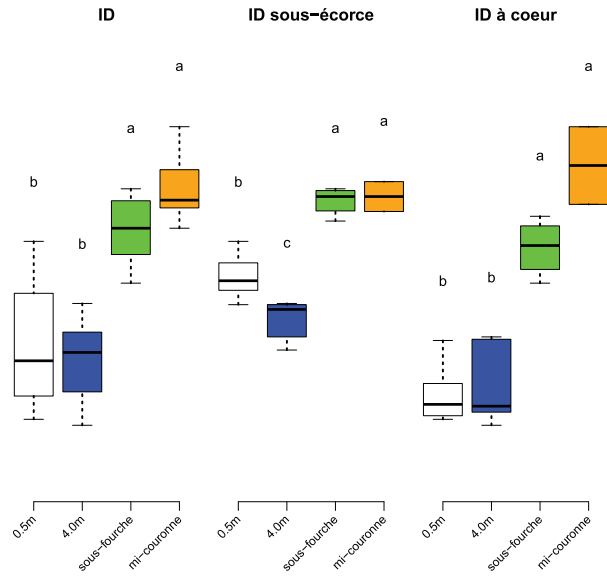 ID
ID sous−écorce
ID à coeur
a
a
b
b
a
a
b
c
a
a
b
b
0.5m
4.0m
sous−fourche
mi−couronne
0.5m
4.0m
sous−fourche
mi−couronne
0.5m
4.0m
sous−fourche
mi−couronne